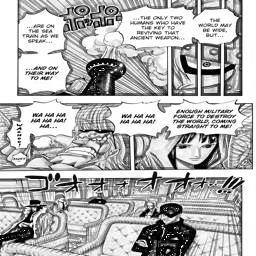 THE WORLD
MAY BE
WIDE,
BUT...
...THE ONLY TWO
HUMANS WHO HAVE
THE KEY TO
REVIVING THAT
ANCIENT WEAPON...
...ARE ON
THE SEA
TRAIN AS WE
SPEAK...
...AND ON
THEIR WAY
TO ME!
ENOUGH MILITARY
FORCE TO DESTROY
THE WORLD, COMING
STRAIGHT TO ME!
WA HA HA
HA HA HA
WA HA HA
HA HA HA!
HA...